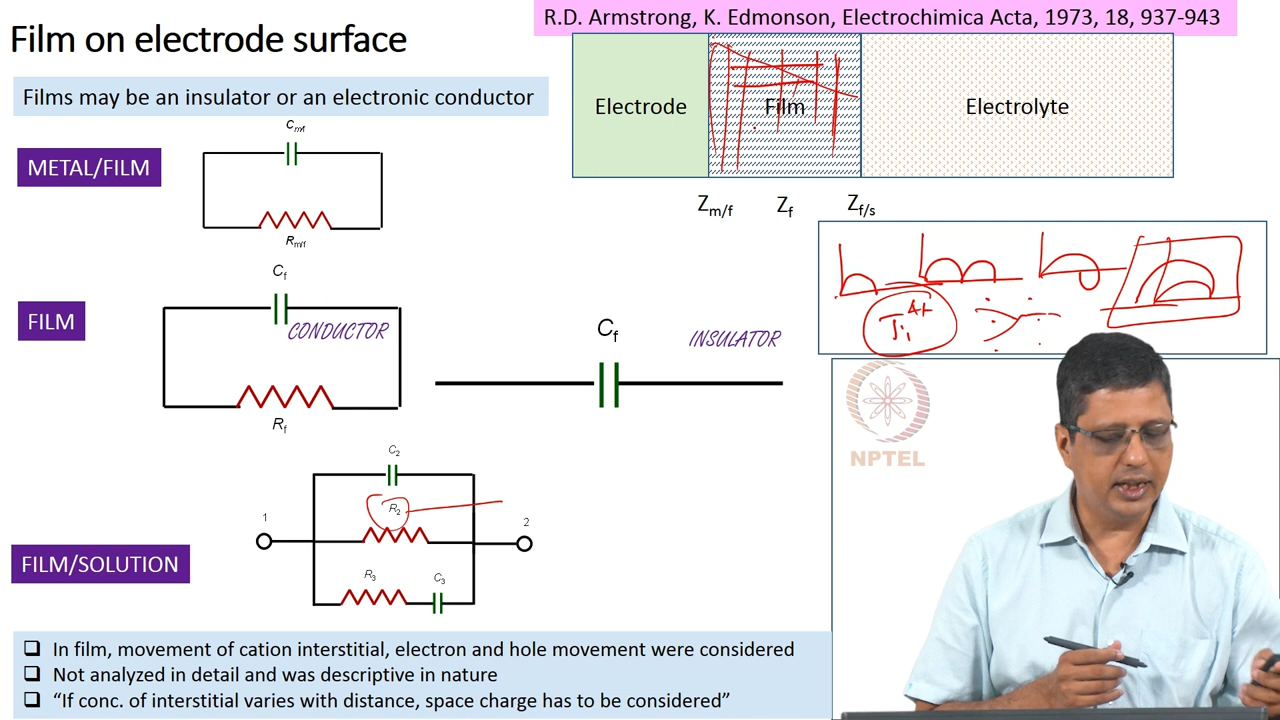 R.D. Armstrong, K. Edmonson, Electrochimica Acta, 1973, 18, 937-943
Film on electrode surface
Films may be an insulator or an electronic conductor
Electrode
Film
Electrolyte
Z_m/f
Z_f
Z_f/s
METAL/FILM
C_m/f
R_m/f
FILM
C_f
CONDUCTOR
R_f
C_f
INSULATOR
Ti 4+
NPTEL
FILM/SOLUTION
C_2
R_2
1
2
R_3
C_3
❑ In film, movement of cation interstitial, electron and hole movement were considered
❑ Not analyzed in detail and was descriptive in nature
❑ “If conc. of interstitial varies with distance, space charge has to be considered”